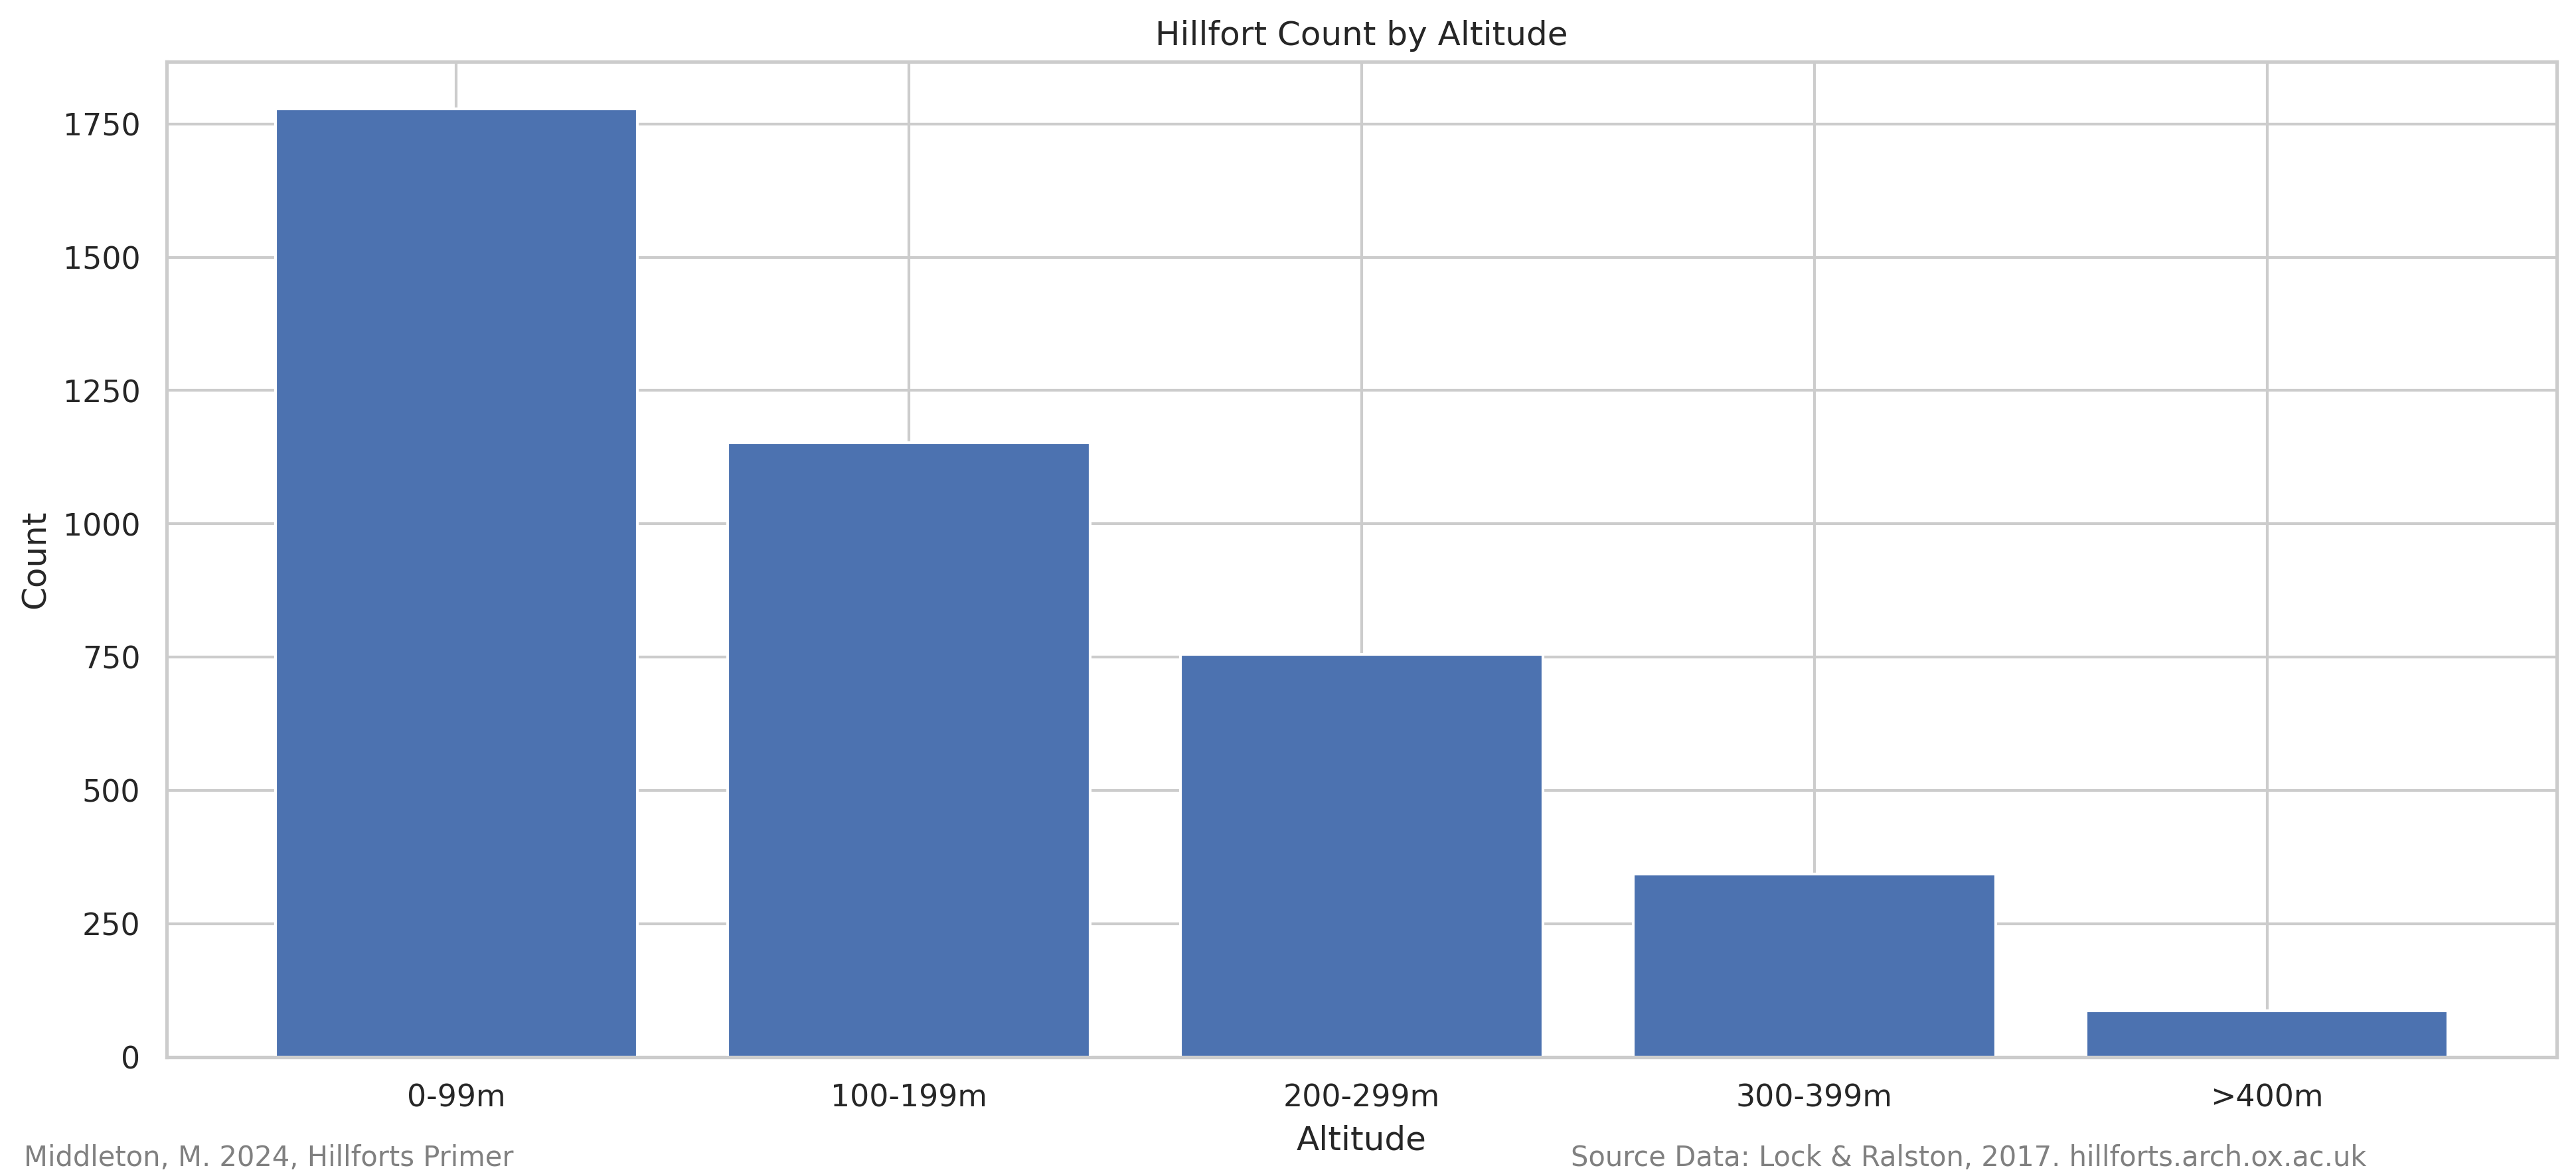 Hillfort Count by Altitude
Count
1750
1500
1250
1000
750
500
250
0
0-99m 100-199m 200-299m 300-399m >400m
Altitude
Middleton, M. 2024, Hillforts Primer
Source Data: Lock & Ralston, 2017. hillforts.arch.ox.ac.uk